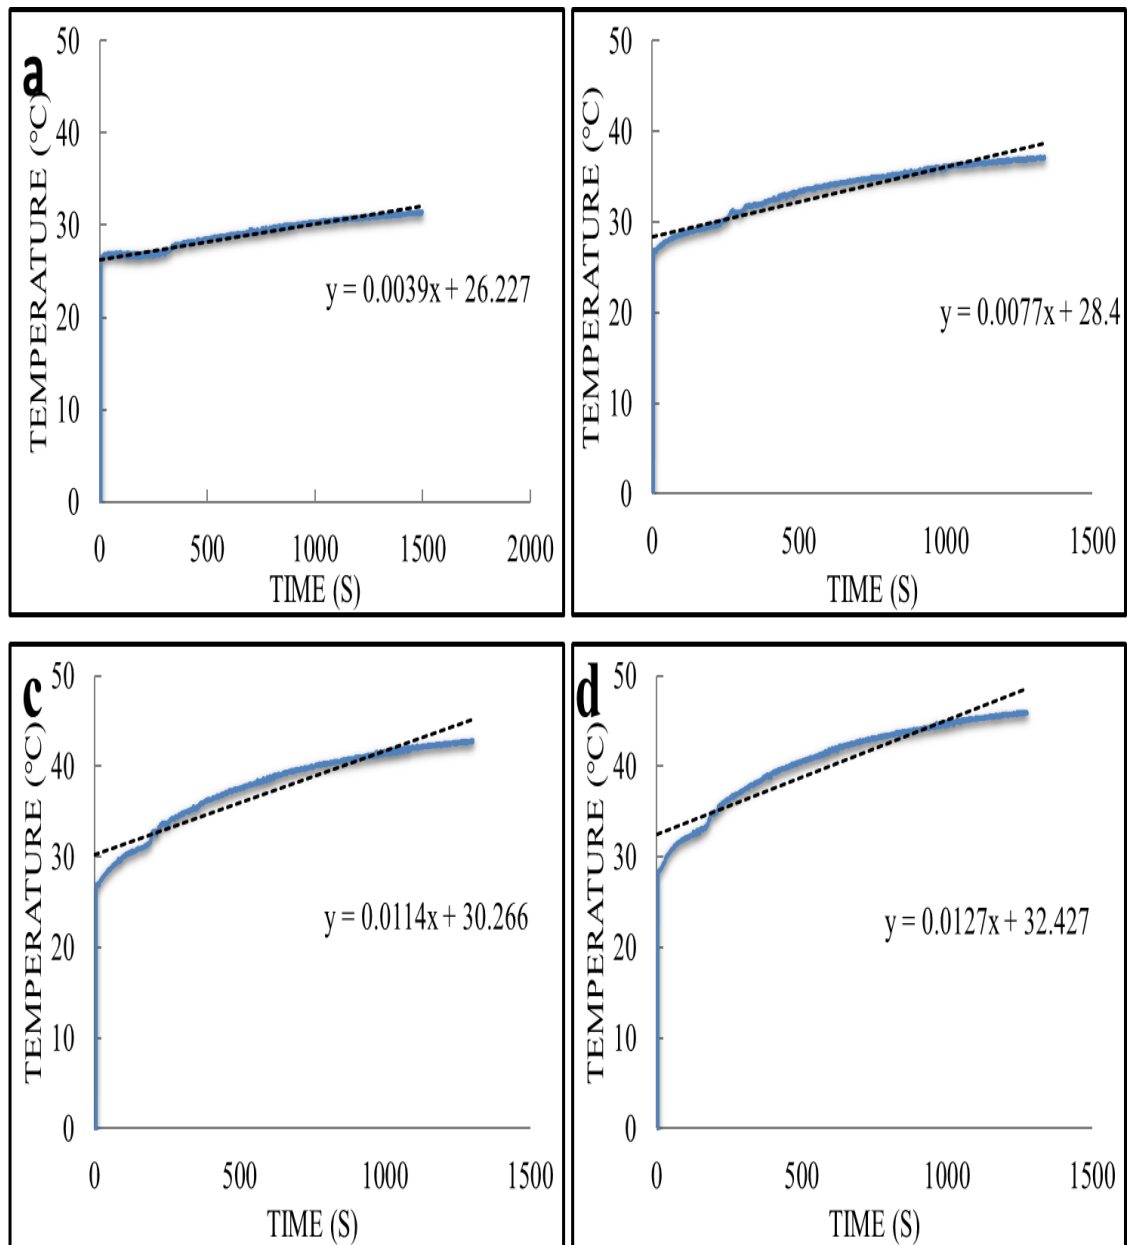 a
TEMPERATURE (°C)
50
40
30
20
10
0
y = 0.0039x + 26.227
0 500 1000 1500 2000
TIME (S)
TEMPERATURE (°C)
50
40
30
20
10
0
y = 0.0077x + 28.4
0 500 1000 1500
TIME (S)
c
TEMPERATURE (°C)
50
40
30
20
10
0
y = 0.0114x + 30.266
0 500 1000 1500
TIME (S)
d
TEMPERATURE (°C)
50
40
30
20
10
0
y = 0.0127x + 32.427
0 500 1000 1500
TIME (S)